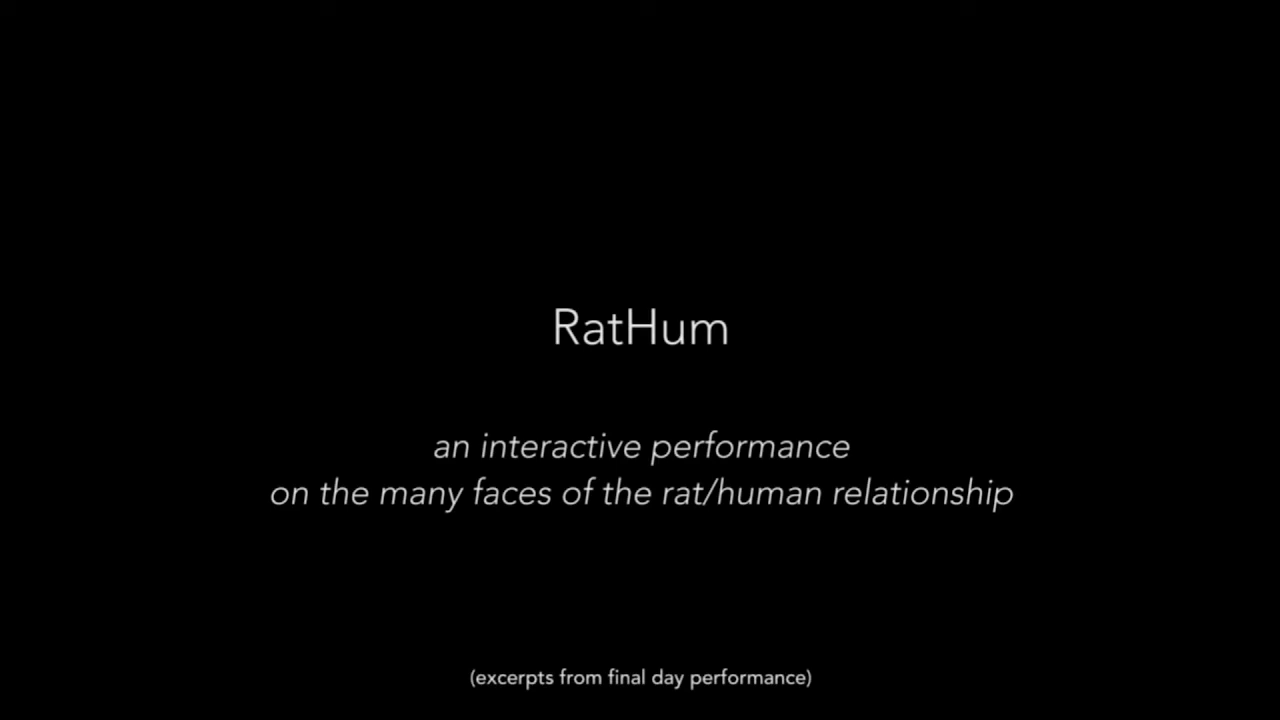 RatHum
an interactive performance
on the many faces of the rat/human relationship
(excerpts from final day performance)